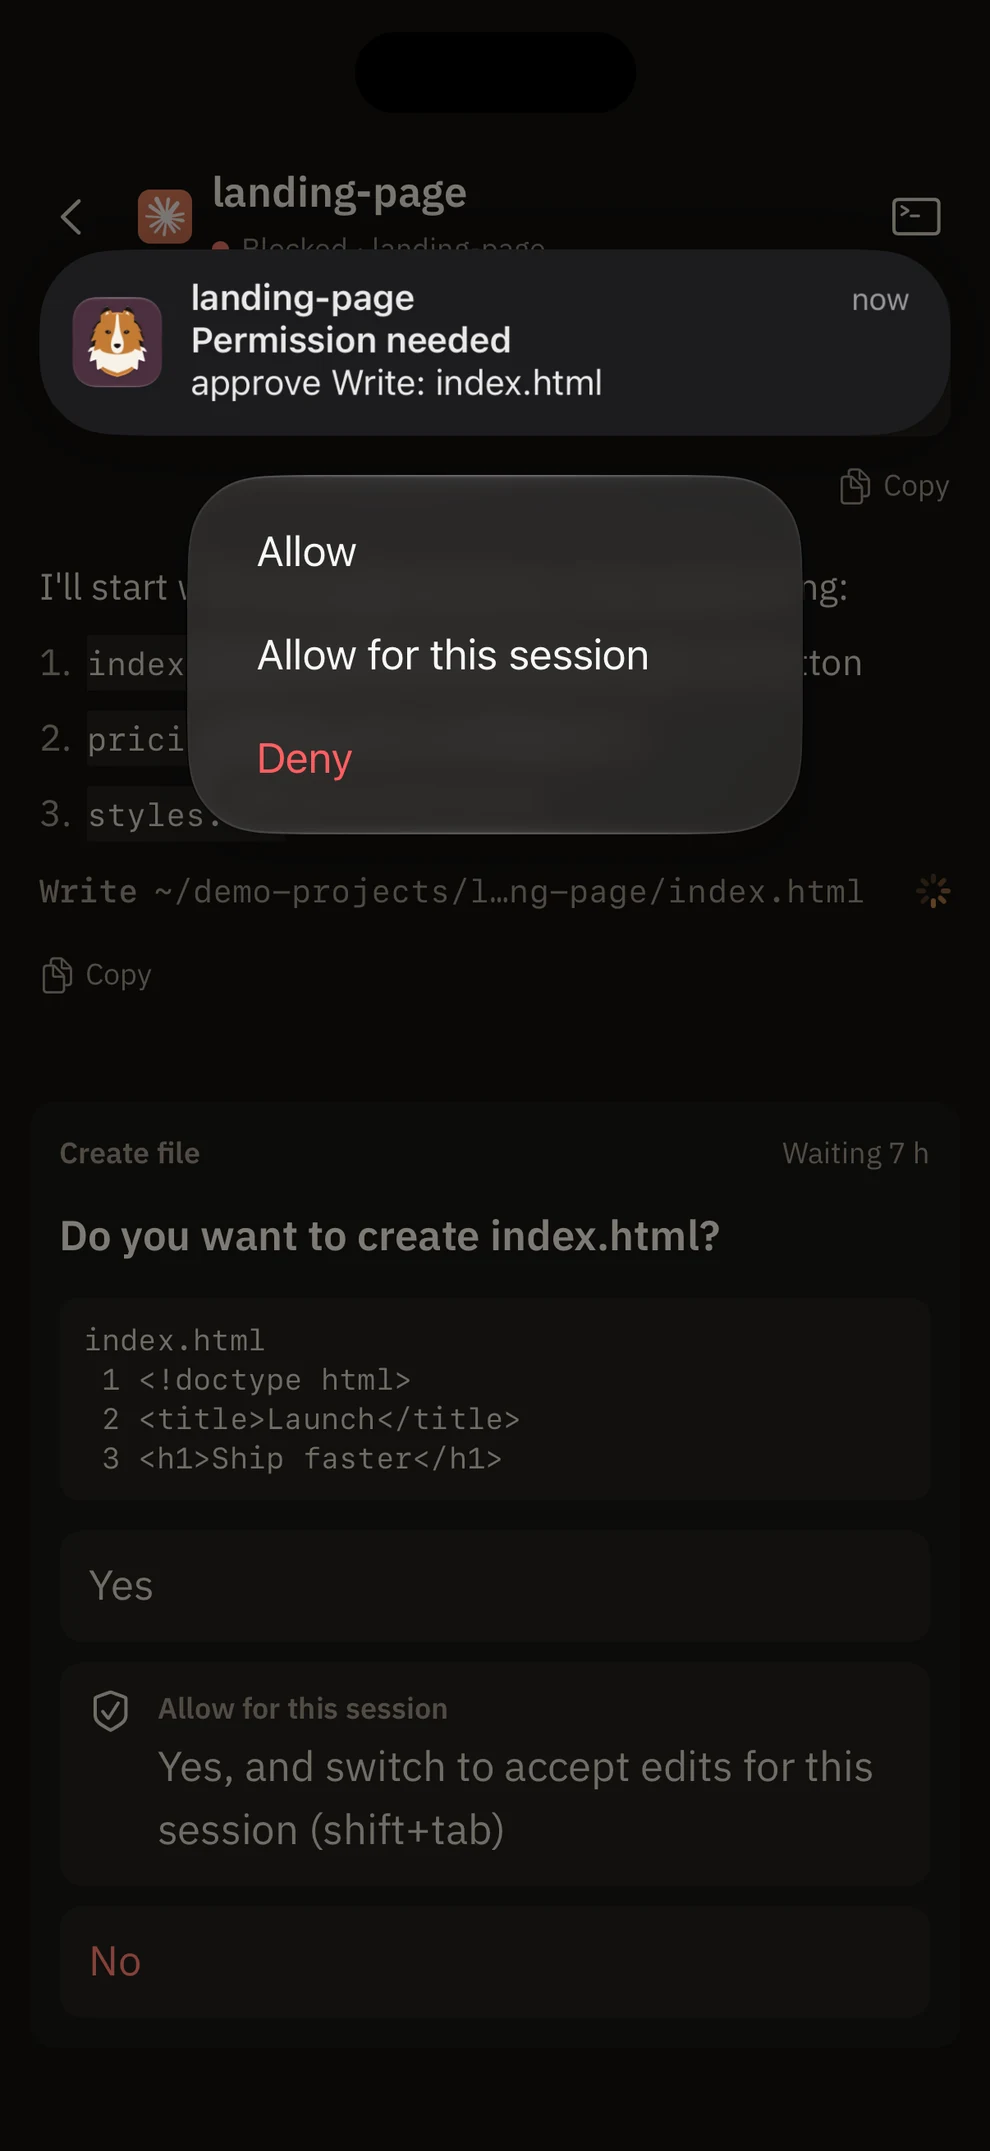 landing-page
Blocked · landing-page
landing-page
now
Permission needed
approve Write: index.html
Copy
Allow
Allow for this session
Deny
I'll start
1. index
2. prici
3. styles.
Write ~/demo-projects/l…ng-page/index.html
Copy
Create file
Waiting 7 h
Do you want to create index.html?
index.html
1 <!doctype html>
2 <title>Launch</title>
3 <h1>Ship faster</h1>
Yes
Allow for this session
Yes, and switch to accept edits for this
session (shift+tab)
No